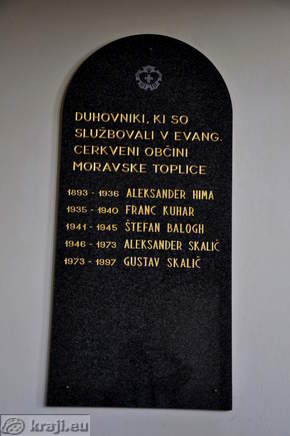 DUHOVNIKI, KI SO
SLUŽBOVALI V EVANG.
CERKVENI OBČINI
MORAVSKE TOPLICE
1893 - 1936 ALEKSANDER HIMA
1935 - 1940 FRANC KUHAR
1941 - 1945 ŠTEFAN BALOGH
1946 - 1973 ALEKSANDER SKALIČ
1973 - 1997 GUSTAV SKALIČ
kraji.eu